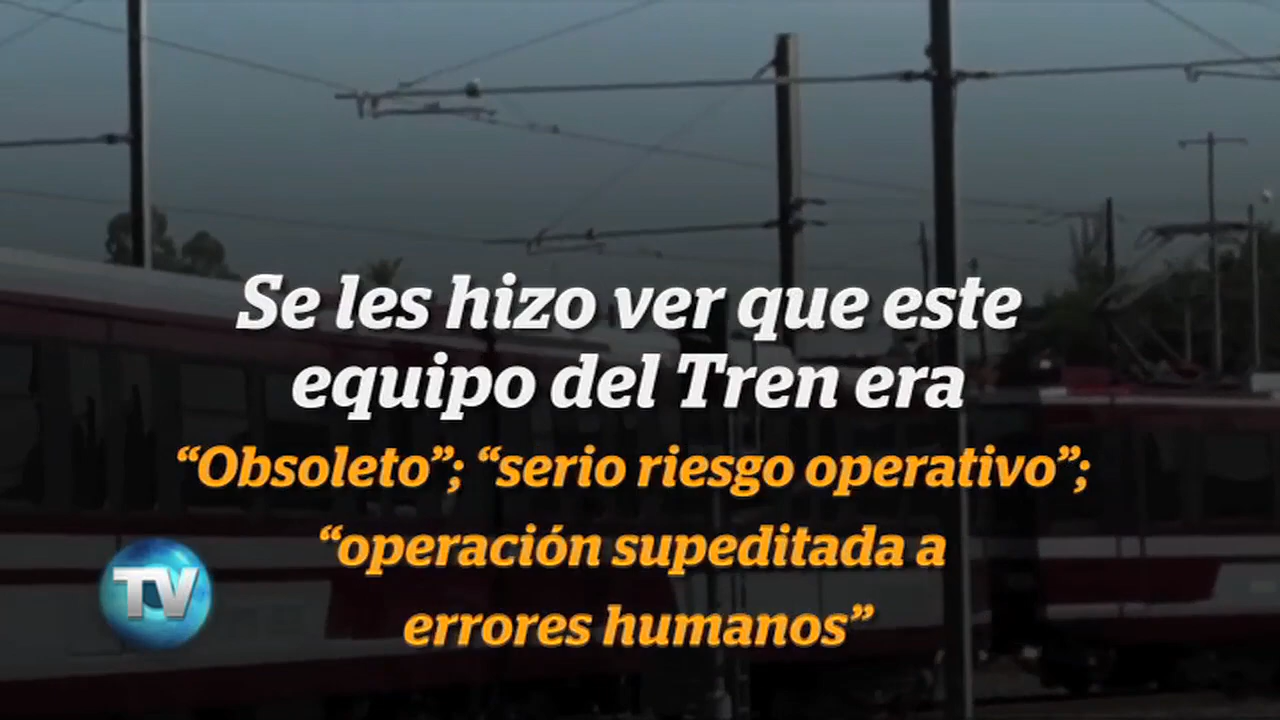 Se les hizo ver que este
equipo del Tren era
“Obsoleto”; “serio riesgo operativo”;
“operación supeditada a
errores humanos”
TV